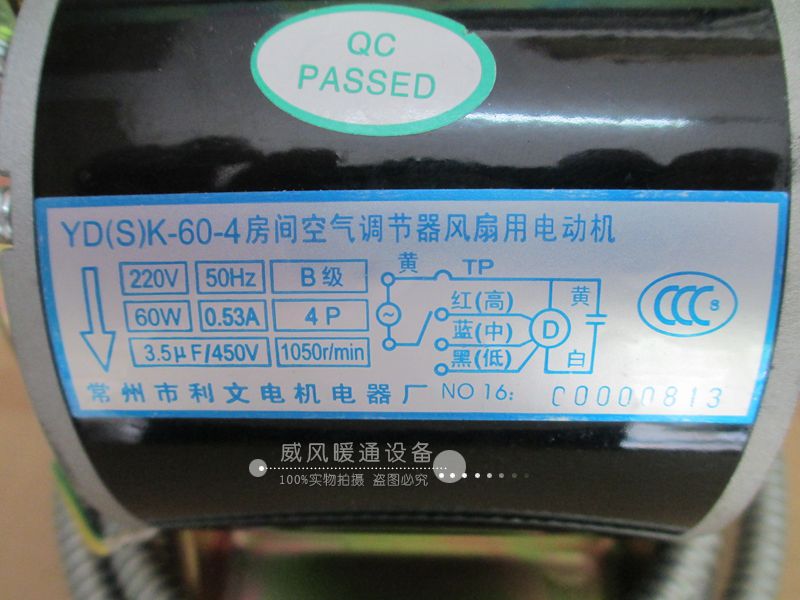 QC
PASSED
YD(S)K-60-4房间空气调节器风扇用电动机
220V 50Hz B级
60W 0.53A 4P
3.5μF/450V 1050r/min
黄 TP
红(高)
蓝(中)
黑(低)
~
D
黄
白
CCC S
常州市利文电机电器厂 NO 16: 00000813
威风暖通设备
100%实物拍摄 盗图必究